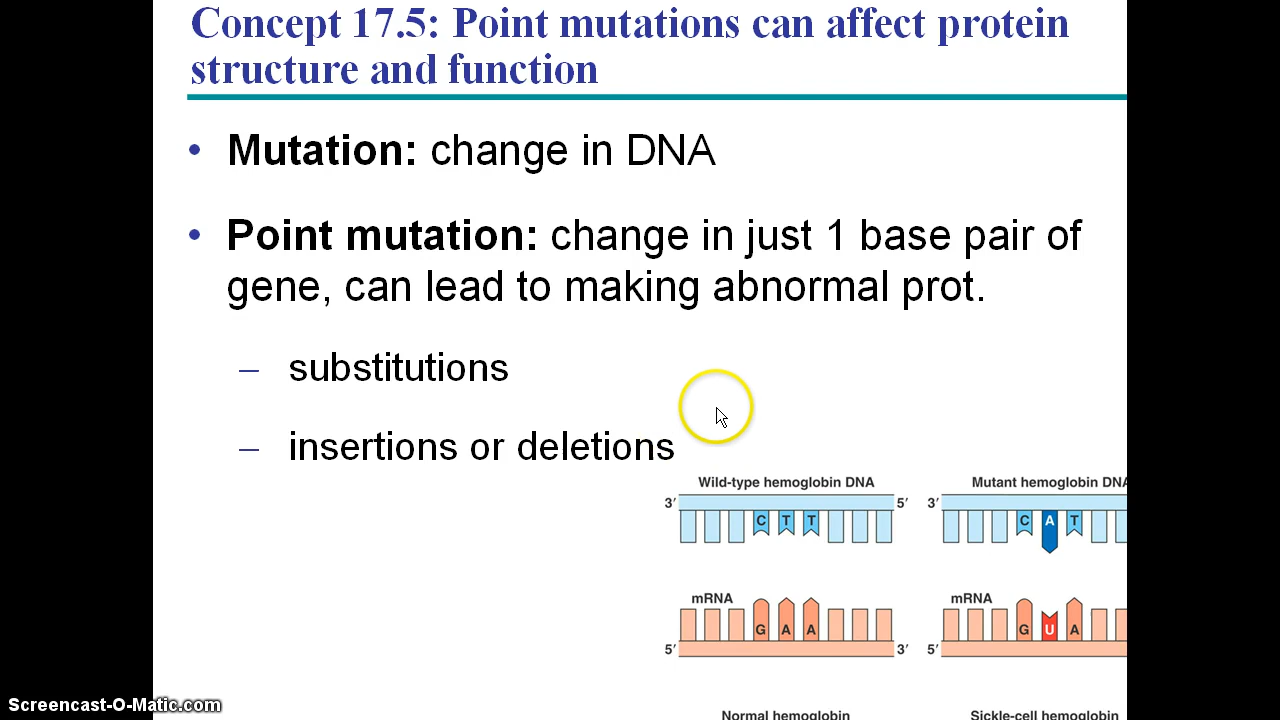 Concept 17.5: Point mutations can affect protein
structure and function
• Mutation: change in DNA
• Point mutation: change in just 1 base pair of
gene, can lead to making abnormal prot.
– substitutions
– insertions or deletions
Wild-type hemoglobin DNA
3′ 5′
C T T
mRNA
G A A
5′ 3′
Normal hemoglobin
Mutant hemoglobin DNA
3′
C A T
mRNA
G U A
5′
Sickle-cell hemoglobin
Screencast-O-Matic.com